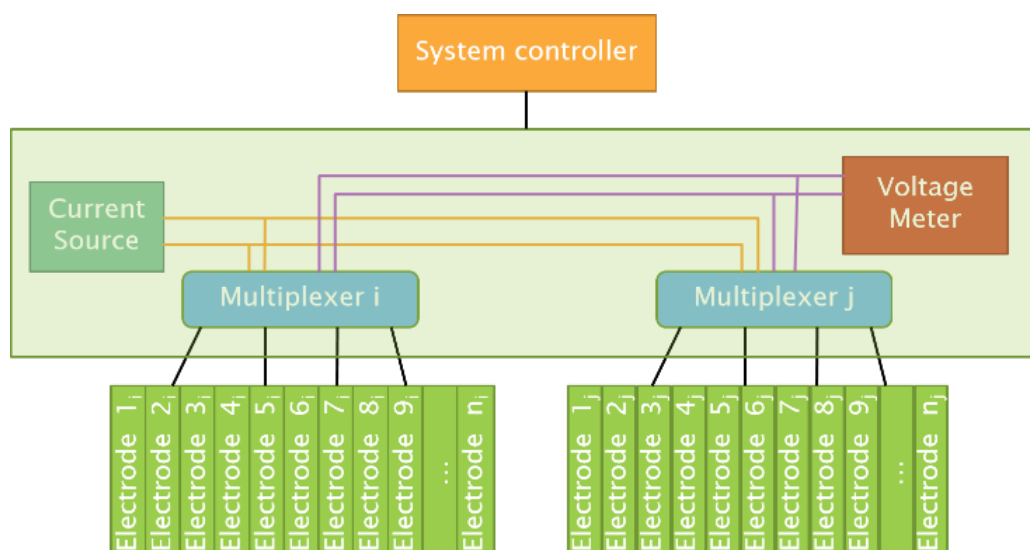 System controller
Current
Source
Voltage
Meter
Multiplexer i
Multiplexer j
Electrode 1i
Electrode 2i
Electrode 3i
Electrode 4i
Electrode 5i
Electrode 6i
Electrode 7i
Electrode 8i
Electrode 9i
...
Electrode ni
Electrode 1j
Electrode 2j
Electrode 3j
Electrode 4j
Electrode 5j
Electrode 6j
Electrode 7j
Electrode 8j
Electrode 9j
...
Electrode nj